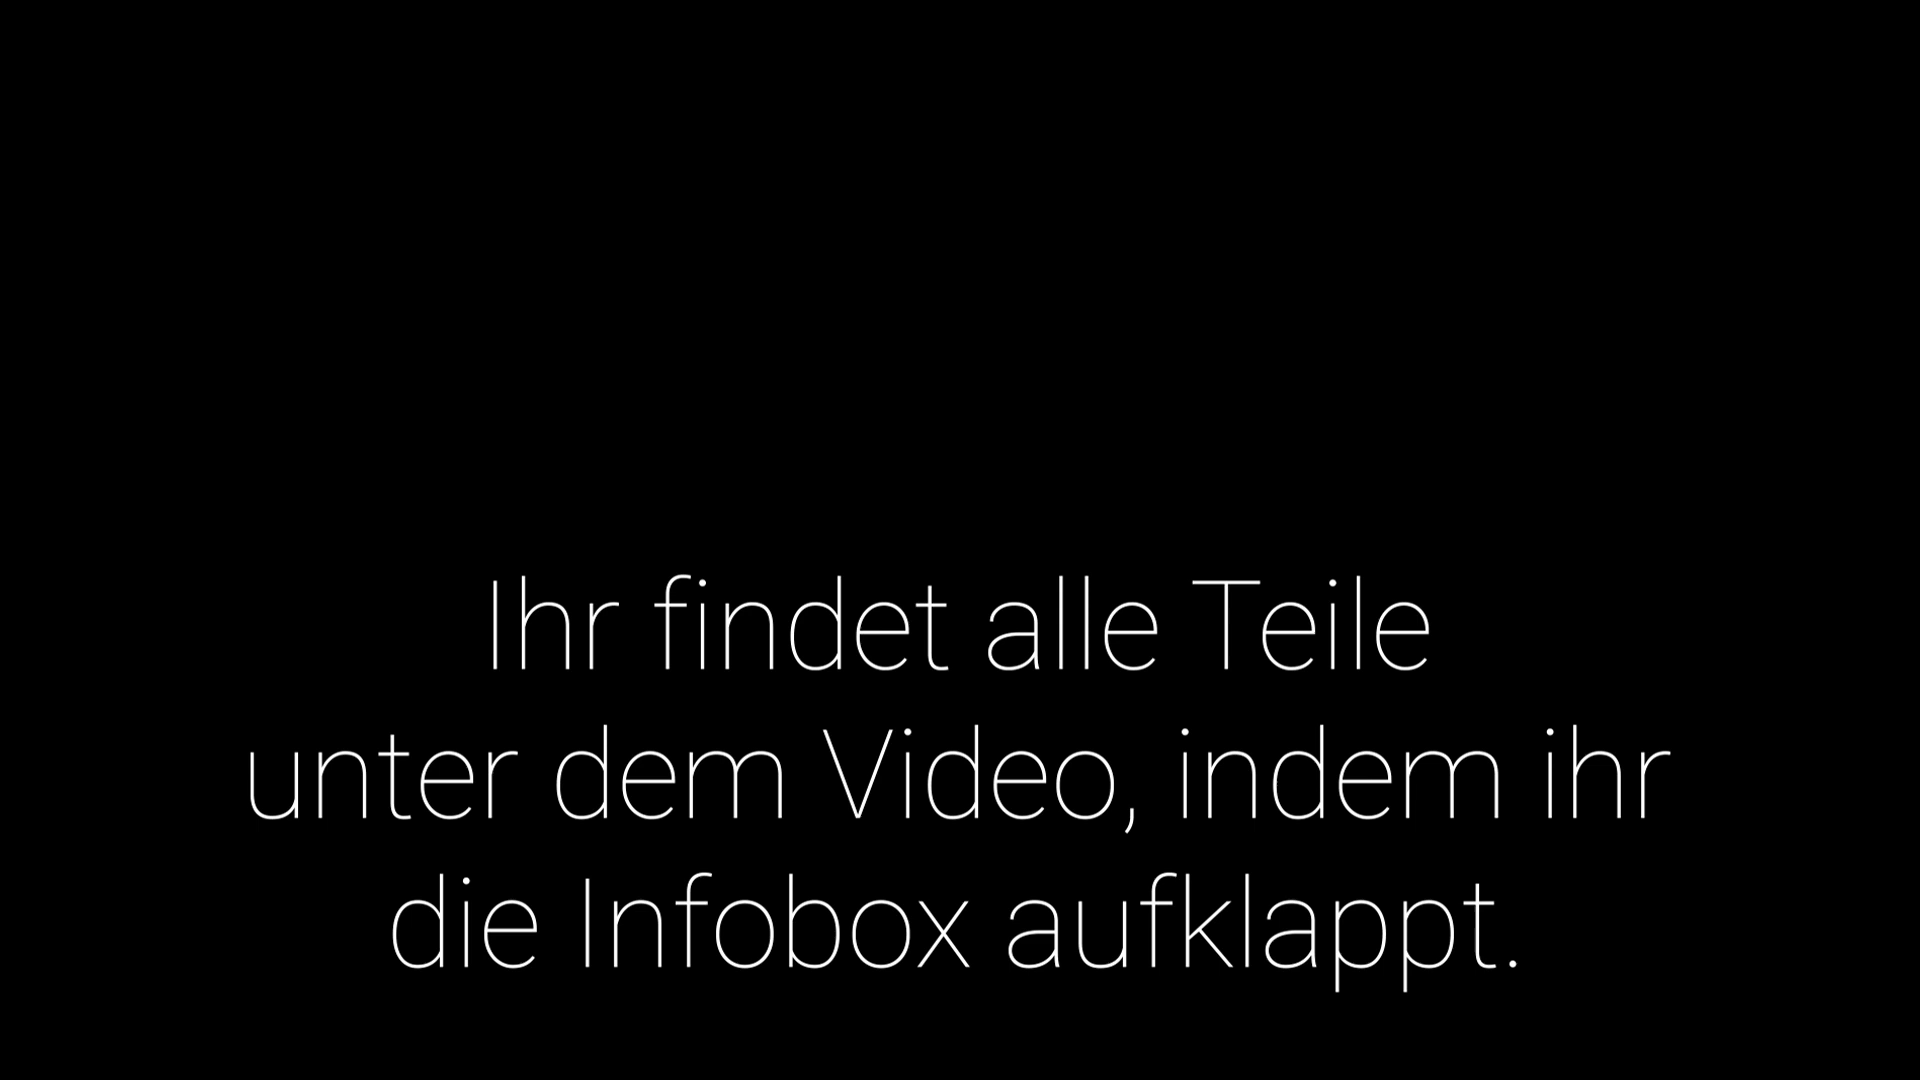 Ihr findet alle Teile
unter dem Video, indem ihr
die Infobox aufklappt.